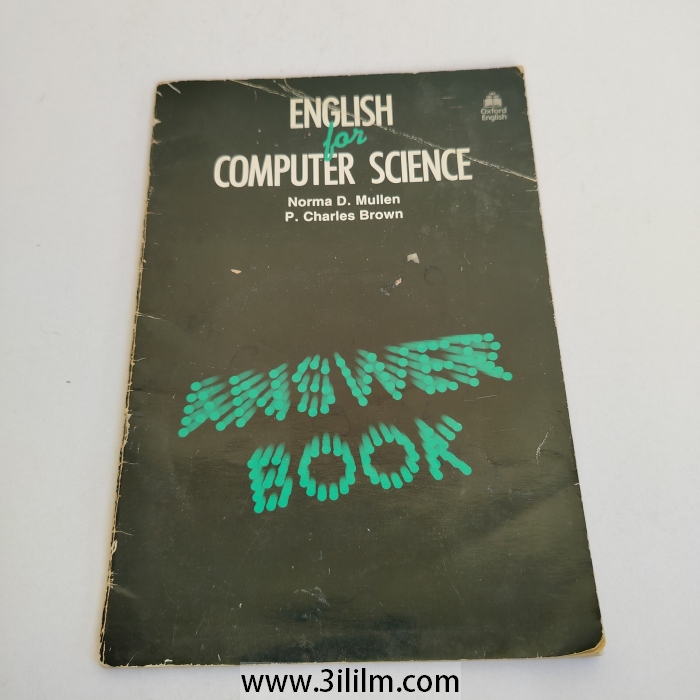 ENGLISH
for
COMPUTER SCIENCE
Oxford
English
Norma D. Mullen
P. Charles Brown
ANSWER
BOOK
www.3ililm.com